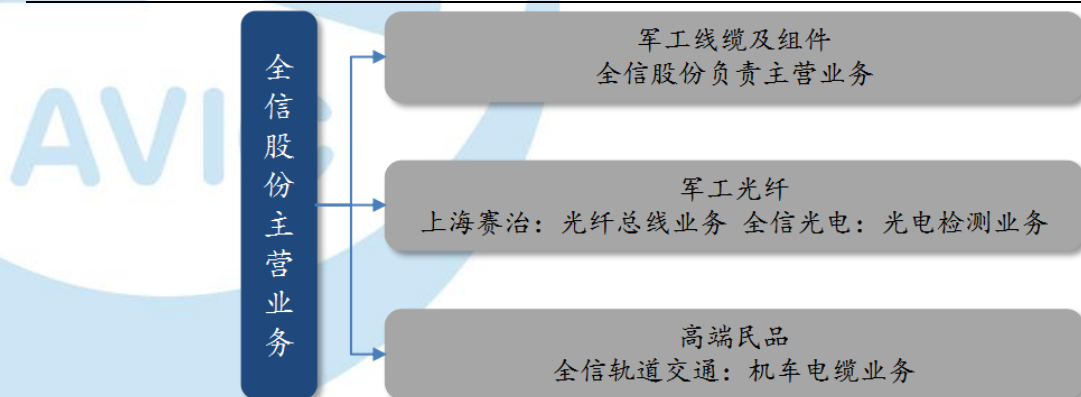 AVIC
全信股份主营业务
军工线缆及组件
全信股份负责主营业务
军工光纤
上海赛治：光纤总线业务 全信光电：光电检测业务
高端民品
全信轨道交通：机车电缆业务